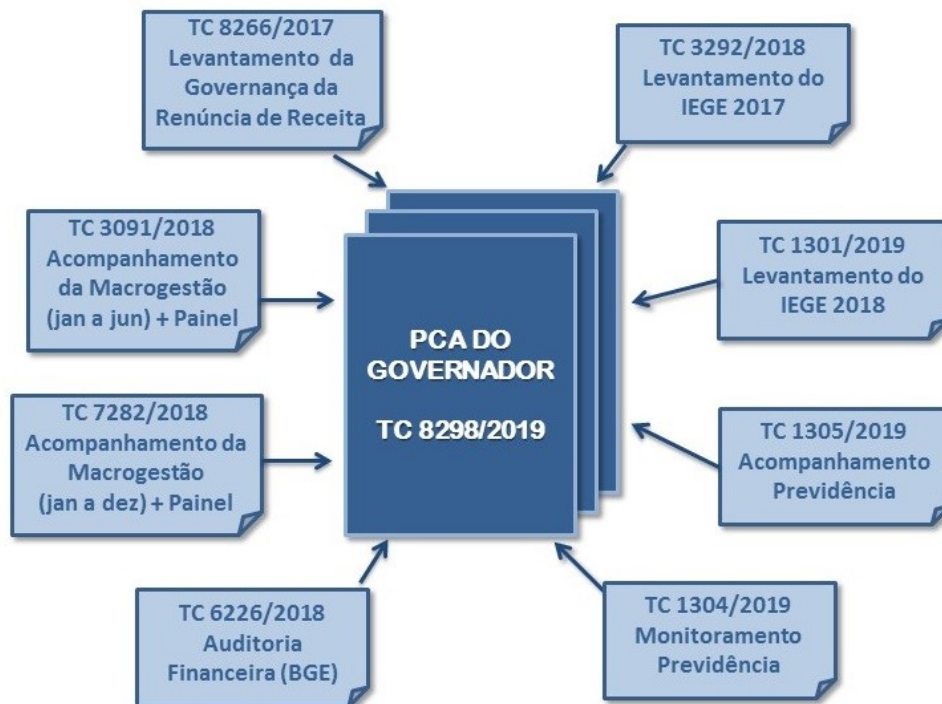 TC 8266/2017
Levantamento da
Governança da
Renúncia de Receita
TC 3292/2018
Levantamento do
IEGE 2017
TC 3091/2018
Acompanhamento
da Macrogestão
(jan a jun) + Painel
TC 1301/2019
Levantamento do
IEGE 2018
PCA DO
GOVERNADOR
TC 8298/2019
TC 7282/2018
Acompanhamento da
Macrogestão
(jan a dez) + Painel
TC 1305/2019
Acompanhamento
Previdência
TC 6226/2018
Auditoria
Financeira (BGE)
TC 1304/2019
Monitoramento
Previdência